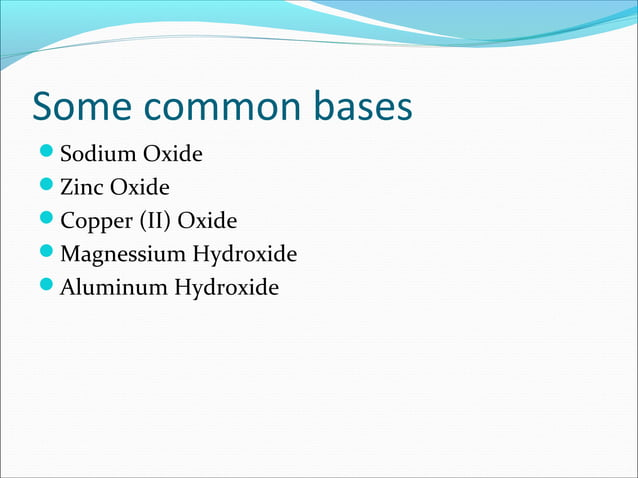 Some common bases
Sodium Oxide
Zinc Oxide
Copper (II) Oxide
Magnessium Hydroxide
Aluminum Hydroxide